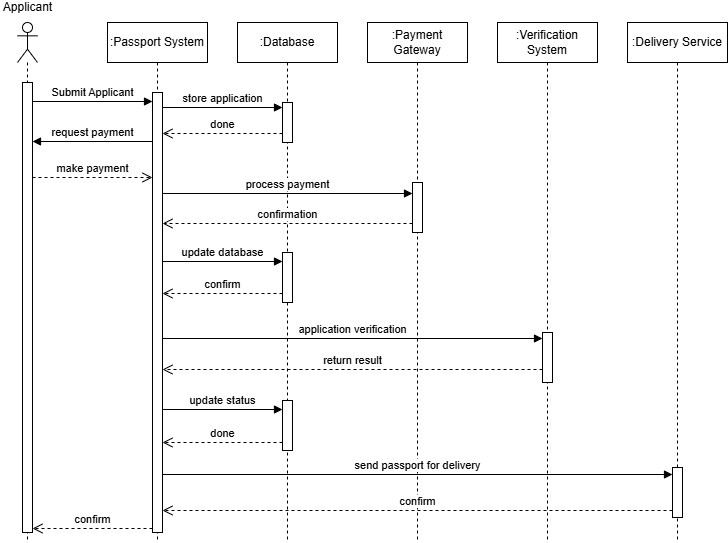 Applicant
:Passport System
:Database
:Payment
Gateway
:Verification
System
:Delivery Service
Submit Applicant
store application
done
request payment
make payment
process payment
confirmation
update database
confirm
application verification
return result
update status
done
send passport for delivery
confirm
confirm